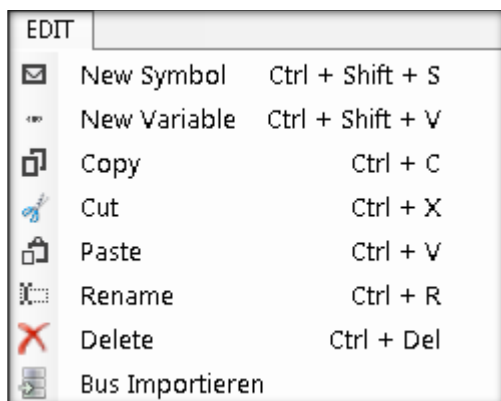 EDIT
New Symbol Ctrl + Shift + S
New Variable Ctrl + Shift + V
Copy Ctrl + C
Cut Ctrl + X
Paste Ctrl + V
Rename Ctrl + R
Delete Ctrl + Del
Bus Importieren